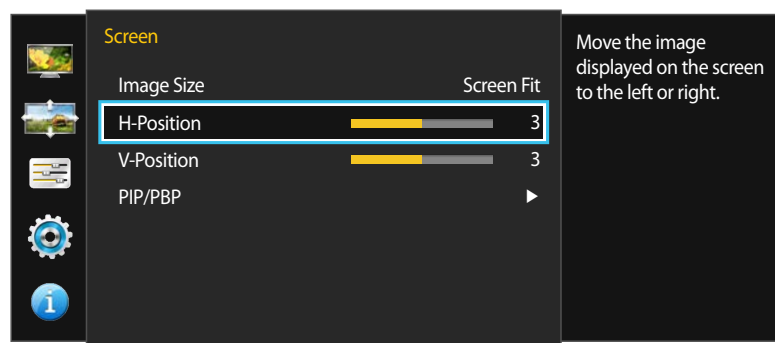 Screen
Image Size Screen Fit
H-Position 3
V-Position 3
PIP/PBP
Move the image
displayed on the screen
to the left or right.